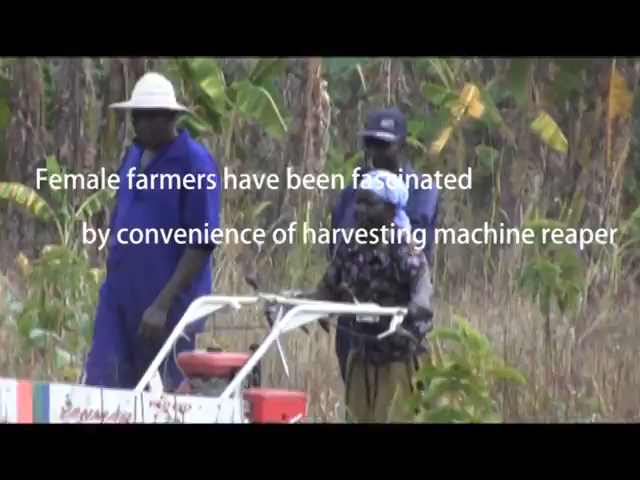 Female farmers have been fascinated
by convenience of harvesting machine reaper